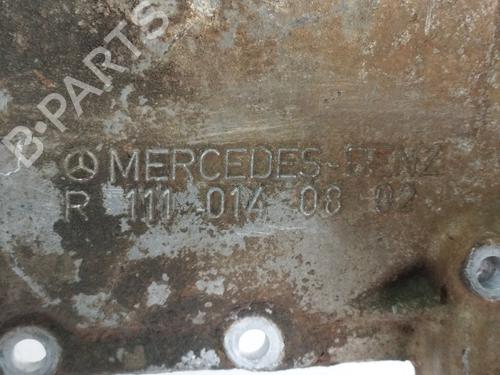 B-PARTS
MERCEDES-BENZ
R 111 014 08 02